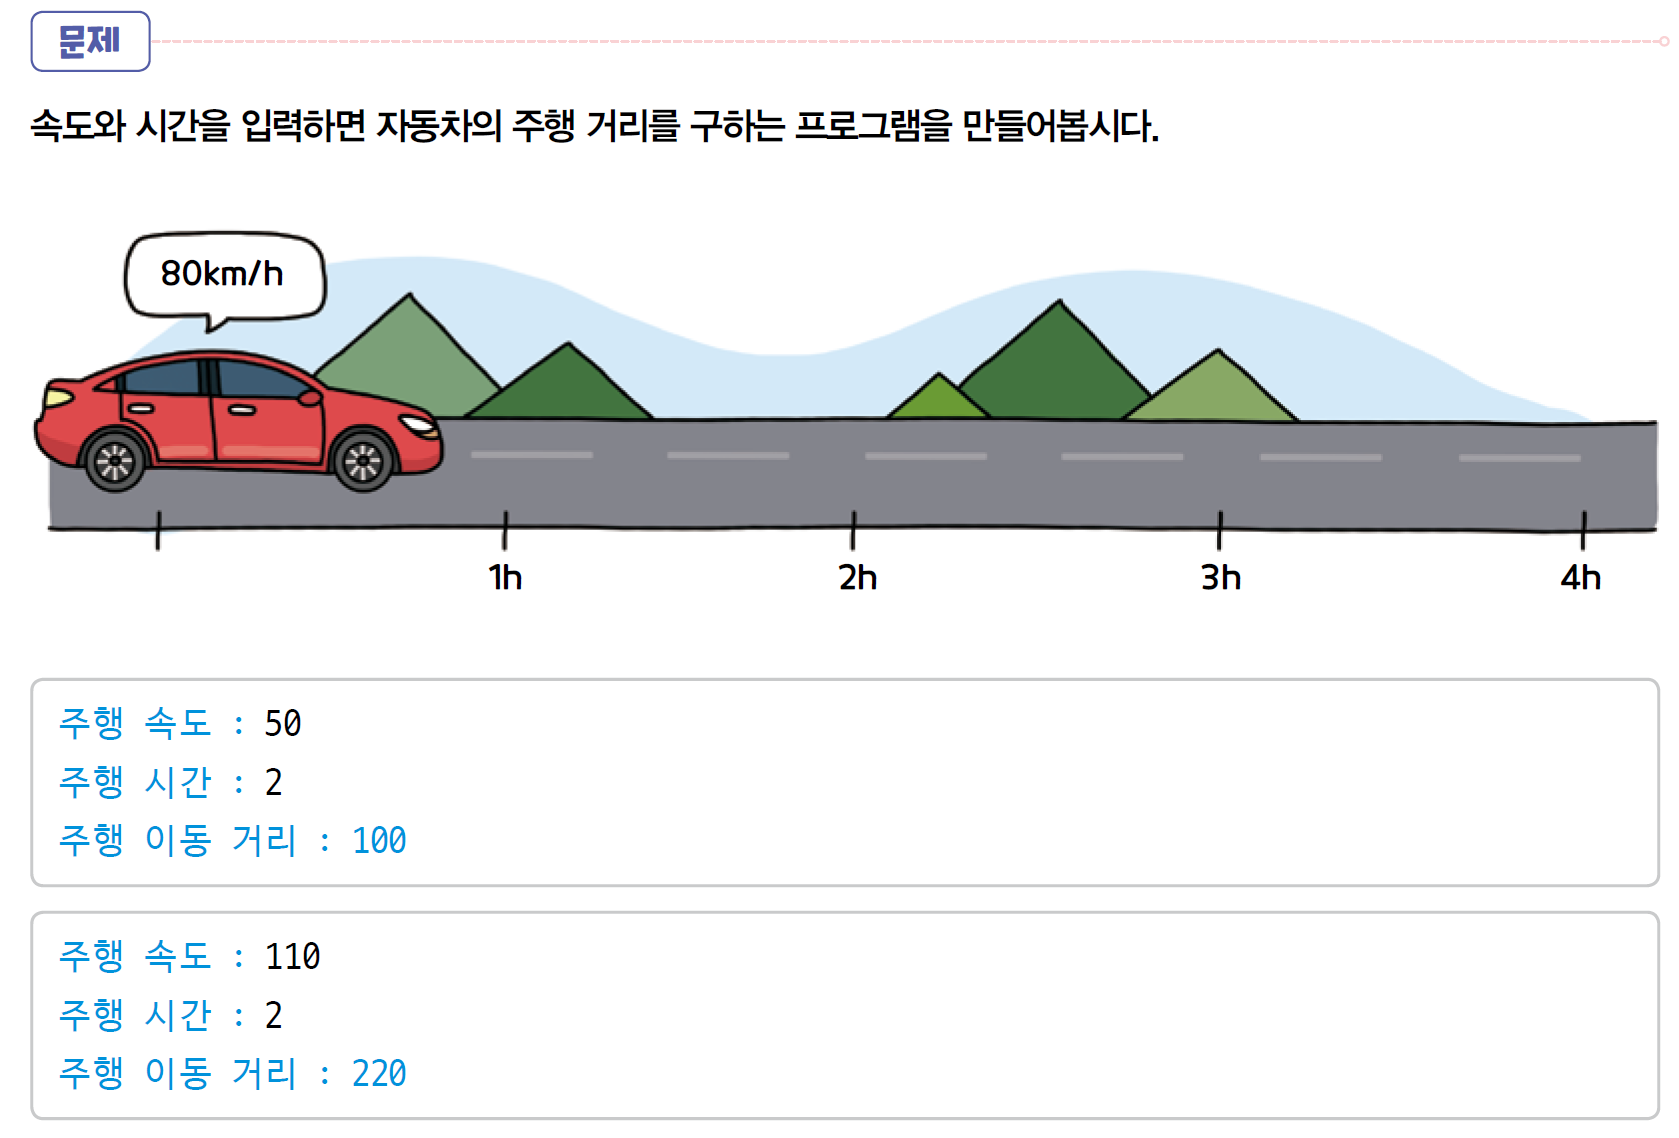 문제
속도와 시간을 입력하면 자동차의 주행 거리를 구하는 프로그램을 만들어봅시다.
80km/h
1h 2h 3h 4h
주행 속도 : 50
주행 시간 : 2
주행 이동 거리 : 100
주행 속도 : 110
주행 시간 : 2
주행 이동 거리 : 220